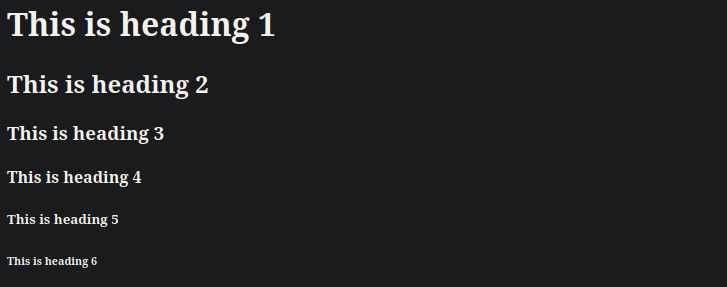 This is heading 1
This is heading 2
This is heading 3
This is heading 4
This is heading 5
This is heading 6